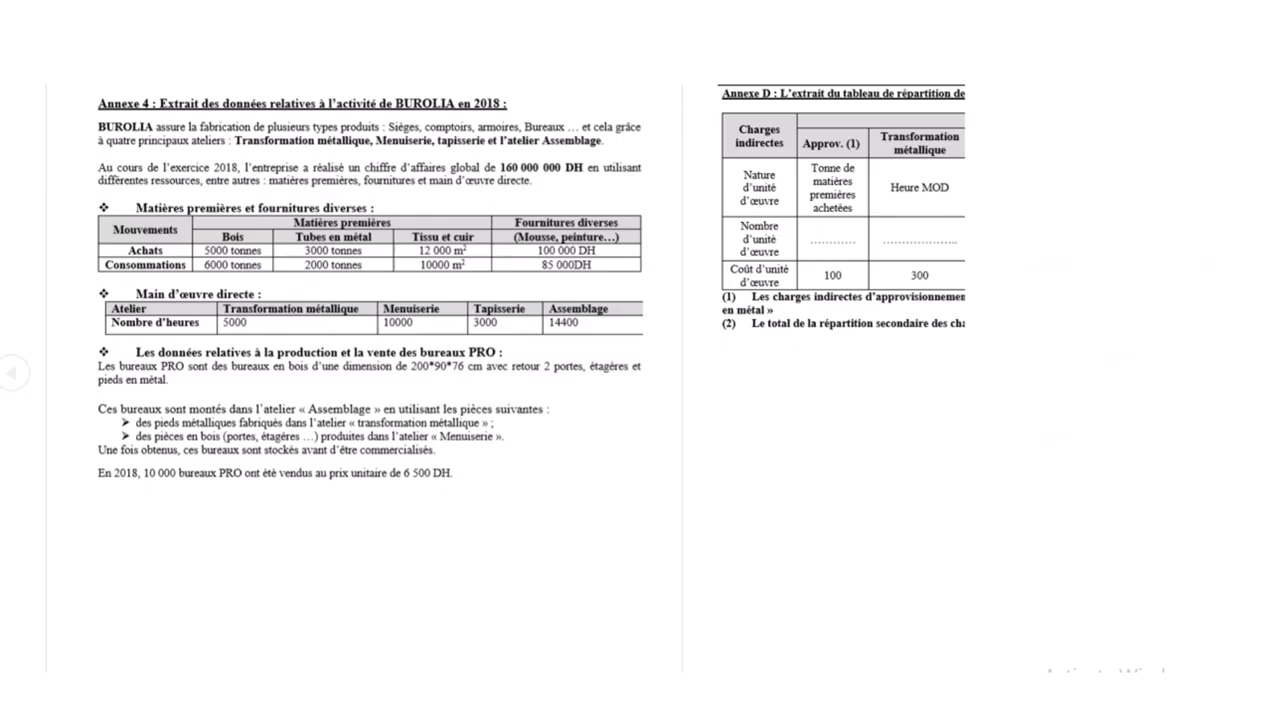 Annexe 4 : Extrait des données relatives à l'activité de BUROLIA en 2018 :
BUROLIA assure la fabrication de plusieurs types produits : Sièges, comptoirs, armoires, Bureaux … et cela grâce
à quatre principaux ateliers : Transformation métallique, Menuiserie, tapisserie et l'atelier Assemblage.
Au cours de l'exercice 2018, l'entreprise a réalisé un chiffre d'affaires global de 160 000 000 DH en utilisant
différentes ressources, entre autres : matières premières, fournitures et main d'œuvre directe.
❖ Matières premières et fournitures diverses :
Mouvements Matières premières Fournitures diverses
Bois Tubes en métal Tissu et cuir (Mousse, peinture…)
Achats 5000 tonnes 3000 tonnes 12 000 m² 100 000 DH
Consommations 6000 tonnes 2000 tonnes 10000 m² 85 000DH
❖ Main d'œuvre directe :
Atelier Transformation métallique Menuiserie Tapisserie Assemblage
Nombre d'heures 5000 10000 3000 14400
❖ Les données relatives à la production et la vente des bureaux PRO :
Les bureaux PRO sont des bureaux en bois d'une dimension de 200*90*76 cm avec retour 2 portes, étagères et
pieds en métal.
Ces bureaux sont montés dans l'atelier « Assemblage » en utilisant les pièces suivantes :
➢ des pieds métalliques fabriqués dans l'atelier « transformation métallique » ;
➢ des pièces en bois (portes, étagères …) produites dans l'atelier « Menuiserie ».
Une fois obtenus, ces bureaux sont stockés avant d'être commercialisés.
En 2018, 10 000 bureaux PRO ont été vendus au prix unitaire de 6 500 DH.
Annexe D : L'extrait du tableau de répartition de
Charges
indirectes
Approv. (1)
Transformation
métallique
Nature
d'unité
d'œuvre
Tonne de
matières
premières
achetées
Heure MOD
Nombre
d'unité
d'œuvre
............ ....................
Coût d'unité
d'œuvre
100 300
(1) Les charges indirectes d'approvisionnemen
en métal »
(2) Le total de la répartition secondaire des cha